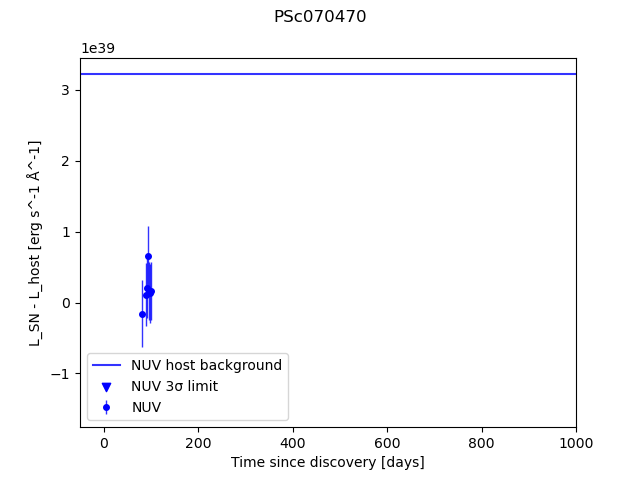 PSc070470
1e39
L_SN - L_host [erg s^-1 Å^-1]
3
2
1
0
−1
NUV host background
NUV 3σ limit
NUV
0 200 400 600 800 1000
Time since discovery [days]